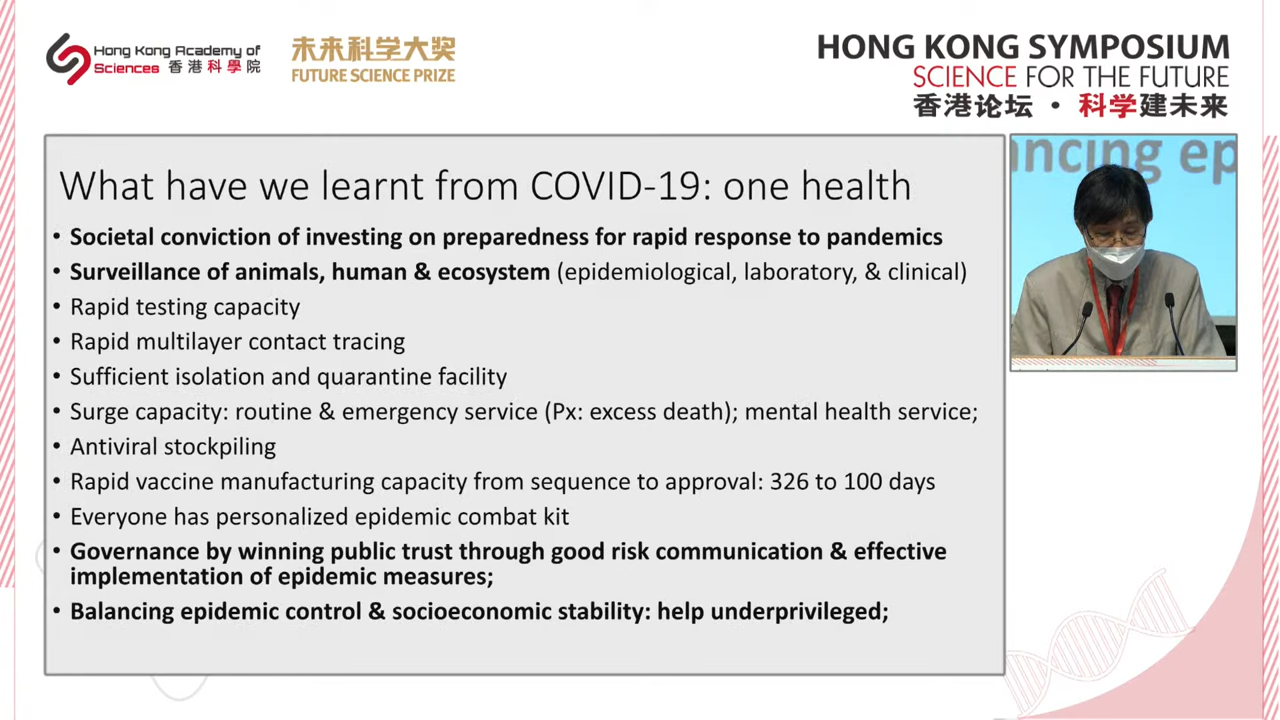 Hong Kong Academy of
Sciences 香港科學院
未来科学大奖
FUTURE SCIENCE PRIZE
HONG KONG SYMPOSIUM
SCIENCE FOR THE FUTURE
香港论坛 · 科学建未来
What have we learnt from COVID-19: one health
• Societal conviction of investing on preparedness for rapid response to pandemics
• Surveillance of animals, human & ecosystem (epidemiological, laboratory, & clinical)
• Rapid testing capacity
• Rapid multilayer contact tracing
• Sufficient isolation and quarantine facility
• Surge capacity: routine & emergency service (Px: excess death); mental health service;
• Antiviral stockpiling
• Rapid vaccine manufacturing capacity from sequence to approval: 326 to 100 days
• Everyone has personalized epidemic combat kit
• Governance by winning public trust through good risk communication & effective
implementation of epidemic measures;
• Balancing epidemic control & socioeconomic stability: help underprivileged;
ncing ep